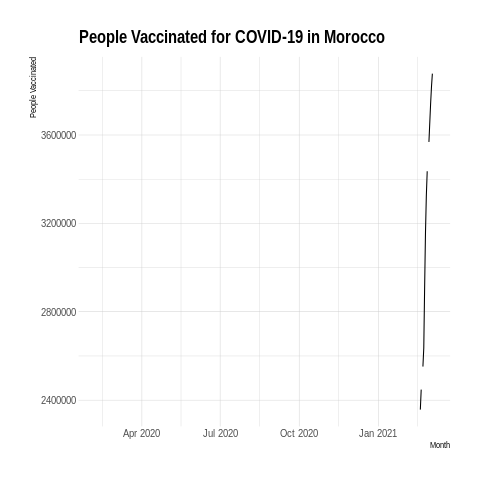 People Vaccinated for COVID-19 in Morocco
People Vaccinated
3600000
3200000
2800000
2400000
Apr 2020 Jul 2020 Oct 2020 Jan 2021
Month